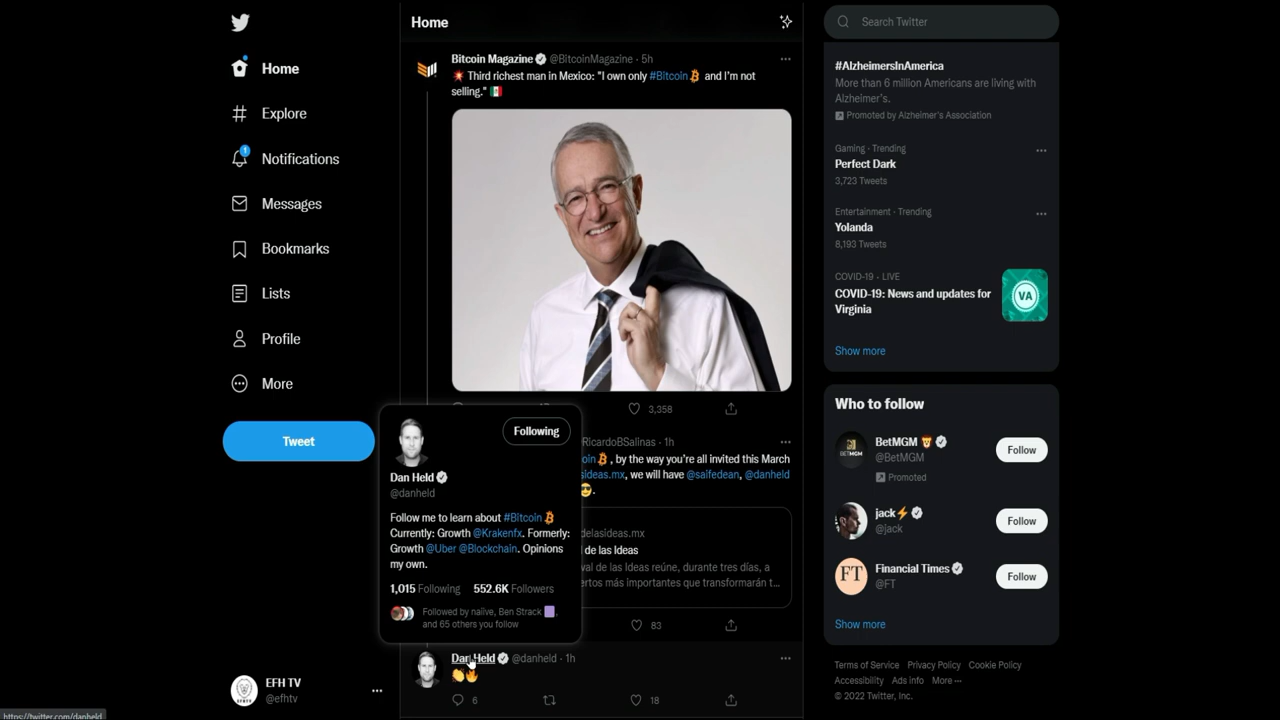 Home
Explore
Notifications
1
Messages
Bookmarks
Lists
Profile
More
Tweet
EFH TV
@efhtv
https://twitter.com/danheld
Home
Bitcoin Magazine @BitcoinMagazine · 5h
💥 Third richest man in Mexico: "I own only #Bitcoin and I'm not
selling." 🇲🇽
3,358
RicardoBSalinas · 1h
oin , by the way you're all invited this March
sideas.mx, we will have @saifedean, @danheld
😎.
delasideas.mx
l de las Ideas
val de las Ideas reúne, durante tres días, a
ertos más importantes que transformarán t...
83
Dan Held
@danheld
Following
Follow me to learn about #Bitcoin
Currently: Growth @Krakenfx. Formerly:
Growth @Uber @Blockchain. Opinions
my own.
1,015 Following 552.6K Followers
Followed by naiive, Ben Strack 🟪,
and 65 others you follow
Dan Held @danheld · 1h
👏🔥
6
18
Search Twitter
#AlzheimersInAmerica
More than 6 million Americans are living with
Alzheimer's.
Promoted by Alzheimer's Association
Gaming · Trending
Perfect Dark
3,723 Tweets
Entertainment · Trending
Yolanda
8,193 Tweets
COVID-19 · LIVE
COVID-19: News and updates for
Virginia
VA
Show more
Who to follow
BetMGM 🦁
@BetMGM
Promoted
Follow
jack⚡
@jack
Follow
FT
Financial Times
@FT
Follow
Show more
Terms of Service Privacy Policy Cookie Policy
Accessibility Ads info More ···
© 2022 Twitter, Inc.